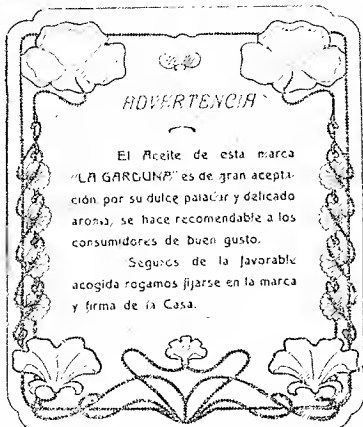 ADVERTENCIA
El Aceite de esta marca
"LA GARDUNA" es de gran acepta-
ción por su dulce paladar y delicado
aroma, se hace recomendable a los
consumidores de buen gusto.
Seguros de la favorable
acogida rogamos fijarse en la marca
y firma de la Casa.